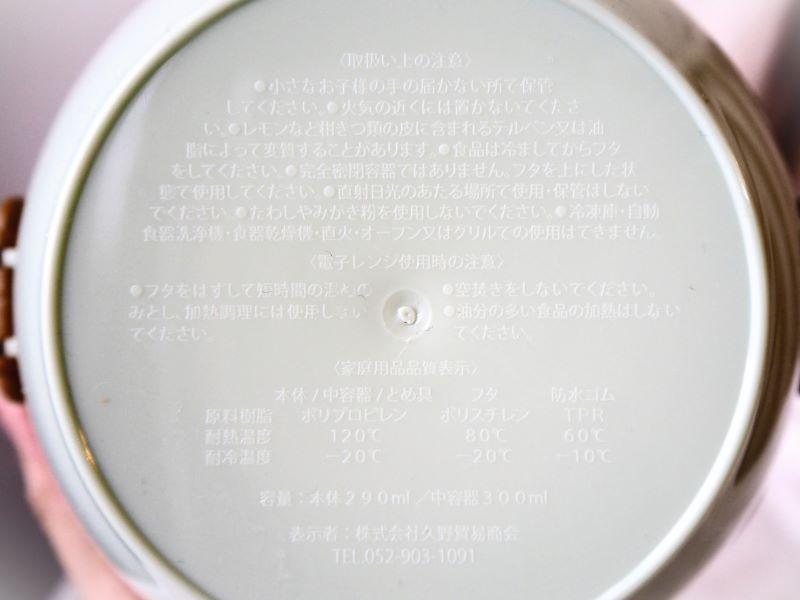 〈取扱い上の注意〉
●小さなお子様の手の届かない所で保管
してください。●火気の近くには置かないでくださ
い。●レモンなど柑きつ類の皮に含まれるテルペン又は油
脂によって変質することがあります。●食品は冷ましてからフタ
をしてください。●完全密閉容器ではありません。フタを上にした状
態で使用してください。●直射日光のあたる場所で使用・保管はしない
でください。●たわしやみがき粉を使用しないでください。●冷凍庫・自動
食器洗浄機・食器乾燥機・直火・オーブン又はグリルでの使用はできません。
〈電子レンジ使用時の注意〉
●フタをはずして短時間の温めの
みとし、加熱調理には使用しない
でください。
●空焚きをしないでください。
●油分の多い食品の加熱はしない
でください。
〈家庭用品品質表示〉
本体/中容器/とめ具 フタ 防水ゴム
原料樹脂 ポリプロピレン ポリスチレン TPR
耐熱温度 120℃ 80℃ 60℃
耐冷温度 −20℃ −20℃ −10℃
容量：本体290ml／中容器300ml
表示者：株式会社久野貿易商会
TEL.052-903-1091